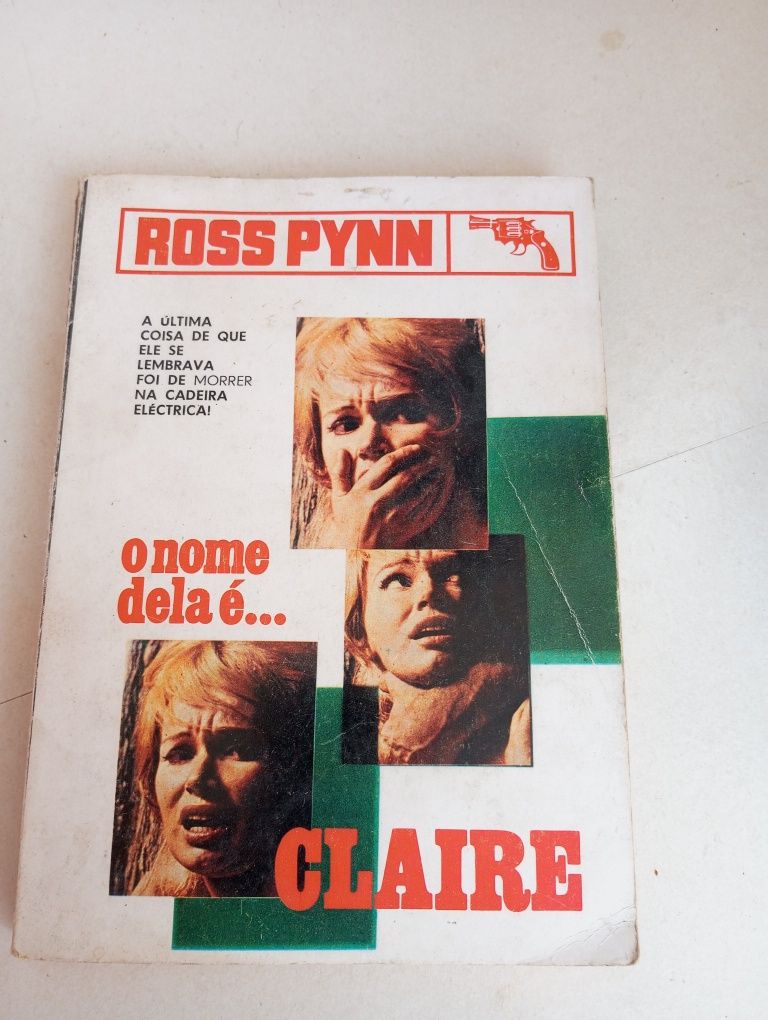 ROSS PYNN
A ÚLTIMA
COISA DE QUE
ELE SE
LEMBRAVA
FOI DE MORRER
NA CADEIRA
ELÉCTRICA!
o nome
dela é...
CLAIRE